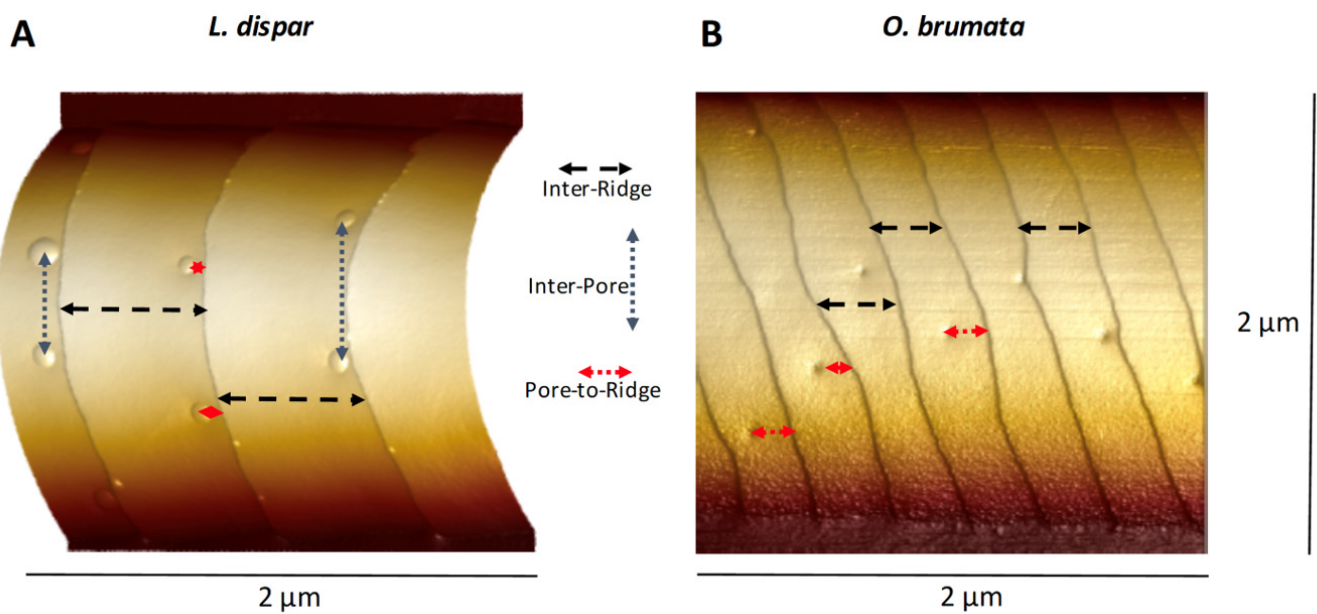 A
L. dispar
B
O. brumata
Inter-Ridge
Inter-Pore
Pore-to-Ridge
2 µm
2 µm
2 µm